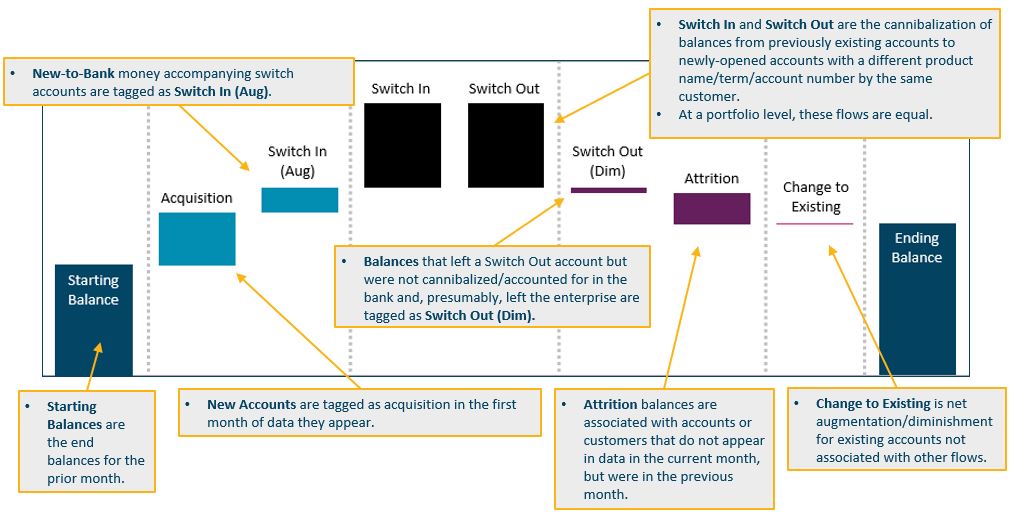 • New-to-Bank money accompanying switch
accounts are tagged as Switch In (Aug).
• Switch In and Switch Out are the cannibalization of
balances from previously existing accounts to
newly-opened accounts with a different product
name/term/account number by the same
customer.
• At a portfolio level, these flows are equal.
Switch In
Switch Out
Switch In
(Aug)
Switch Out
(Dim)
Acquisition
Attrition
Change to
Existing
Starting
Balance
Ending
Balance
• Balances that left a Switch Out account but
were not cannibalized/accounted for in the
bank and, presumably, left the enterprise are
tagged as Switch Out (Dim).
• Starting
Balances are
the end
balances for the
prior month.
• New Accounts are tagged as acquisition in the first
month of data they appear.
• Attrition balances are
associated with accounts or
customers that do not appear
in data in the current month,
but were in the previous
month.
• Change to Existing is net
augmentation/diminishment
for existing accounts not
associated with other flows.